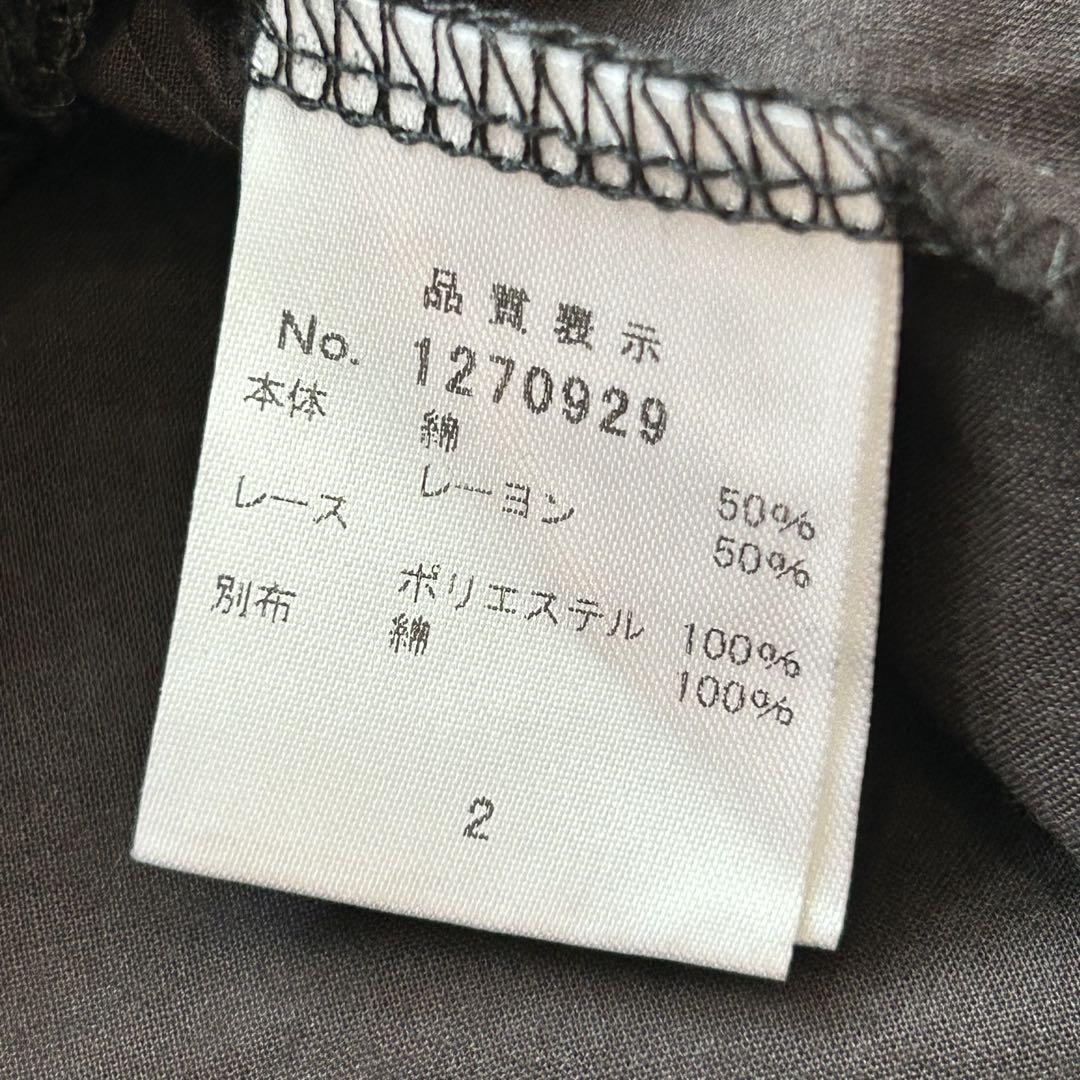 品質表示
No. 1270929
本体 綿 50%
レーヨン 50%
レース ポリエステル 100%
別布 綿 100%
2